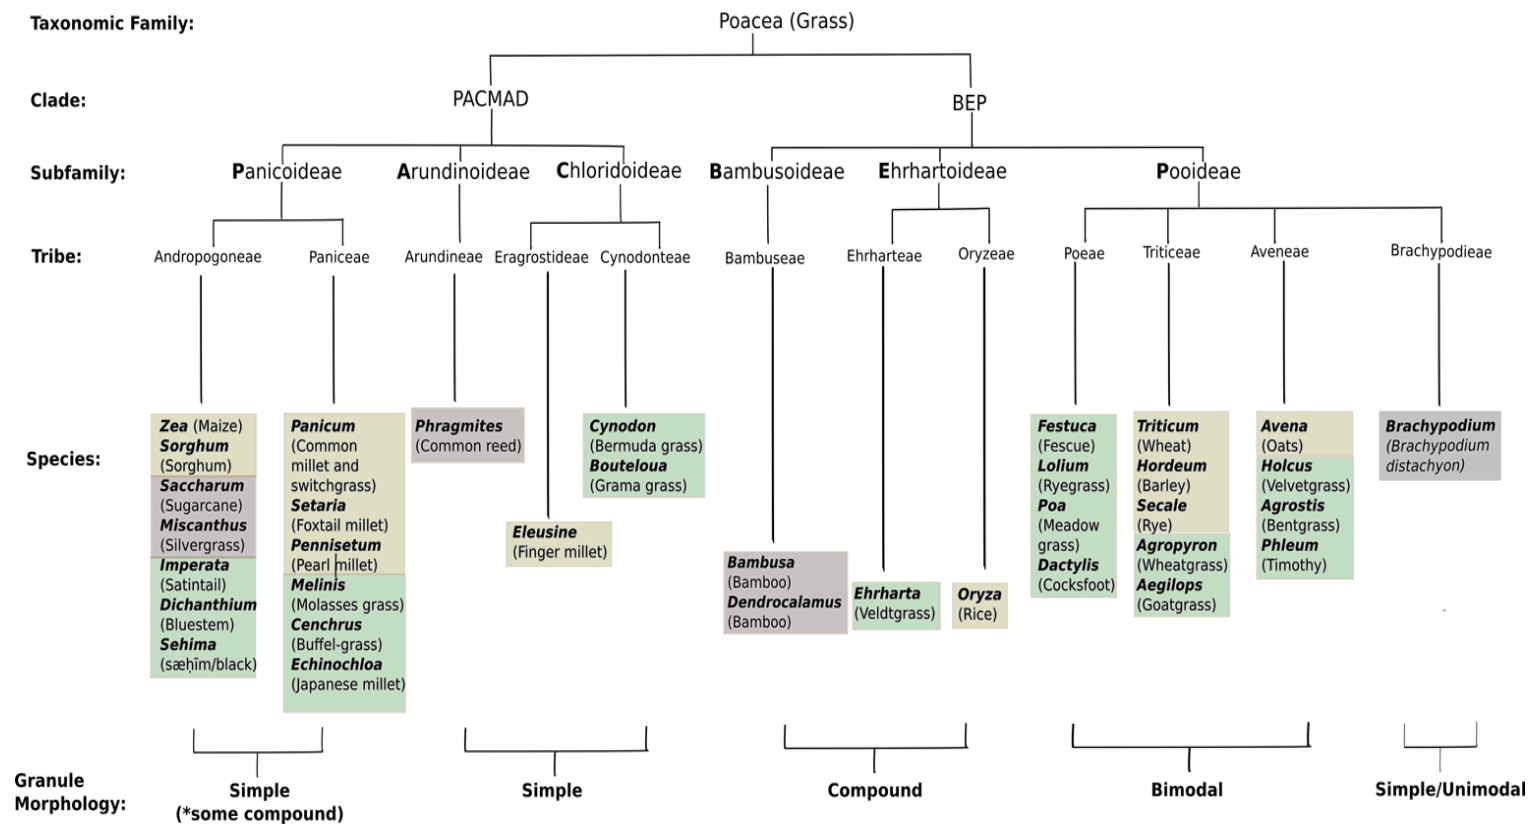 Taxonomic Family:
Poacea (Grass)
Clade:
PACMAD
BEP
Subfamily:
Panicoideae
Arundinoideae
Chloridoideae
Bambusoideae
Ehrhartoideae
Pooideae
Tribe:
Andropogoneae
Paniceae
Arundineae
Eragrostideae
Cynodonteae
Bambuseae
Ehrharteae
Oryzeae
Poeae
Triticeae
Aveneae
Brachypodieae
Species:
Zea (Maize)
Sorghum
(Sorghum)
Saccharum
(Sugarcane)
Miscanthus
(Silvergrass)
Imperata
(Satintail)
Dichanthium
(Bluestem)
Sehima
(sæḥīm/black)
Panicum
(Common
millet and
switchgrass)
Setaria
(Foxtail millet)
Pennisetum
(Pearl millet)
Melinis
(Molasses grass)
Cenchrus
(Buffel-grass)
Echinochloa
(Japanese millet)
Phragmites
(Common reed)
Eleusine
(Finger millet)
Cynodon
(Bermuda grass)
Bouteloua
(Grama grass)
Bambusa
(Bamboo)
Dendrocalamus
(Bamboo)
Ehrharta
(Veldtgrass)
Oryza
(Rice)
Festuca
(Fescue)
Lolium
(Ryegrass)
Poa
(Meadow
grass)
Dactylis
(Cocksfoot)
Triticum
(Wheat)
Hordeum
(Barley)
Secale
(Rye)
Agropyron
(Wheatgrass)
Aegilops
(Goatgrass)
Avena
(Oats)
Holcus
(Velvetgrass)
Agrostis
(Bentgrass)
Phleum
(Timothy)
Brachypodium
(Brachypodium
distachyon)
Granule
Morphology:
Simple
(*some compound)
Simple
Compound
Bimodal
Simple/Unimodal